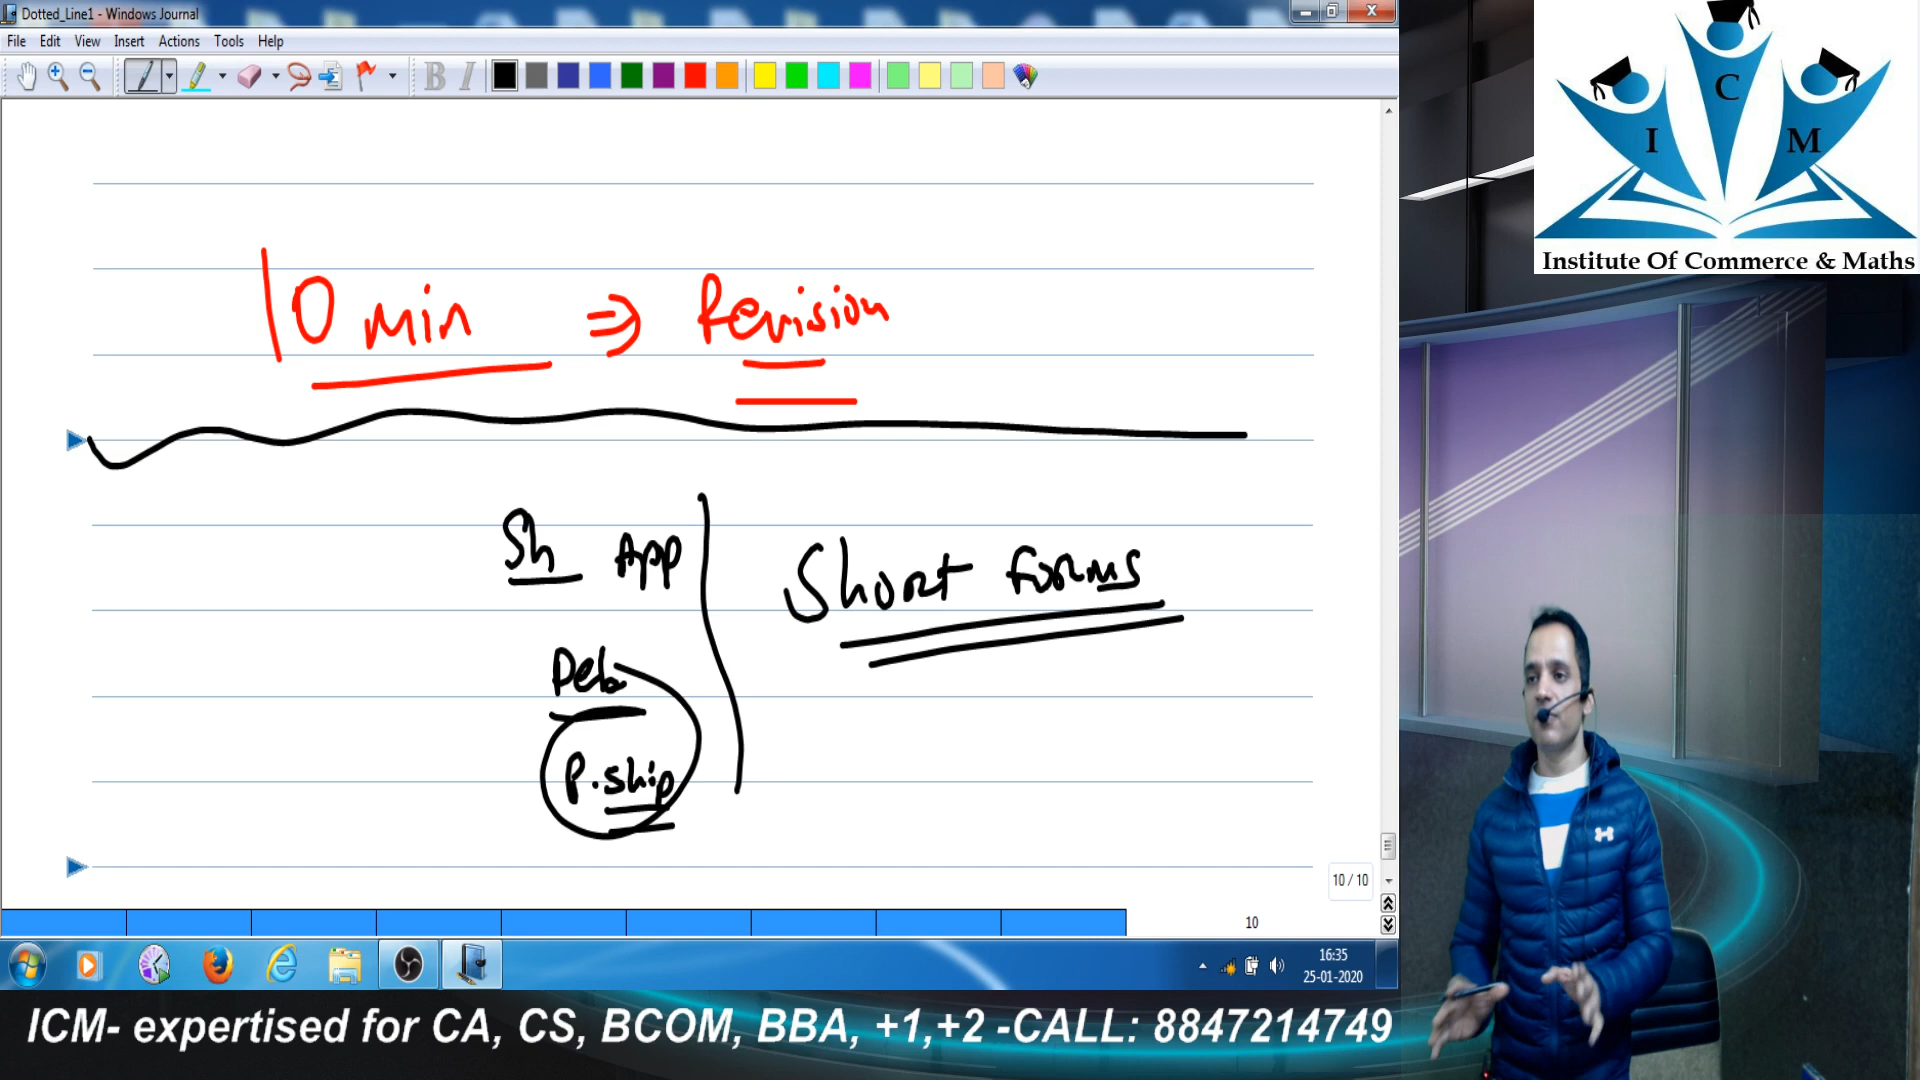 Dotted_Line1 - Windows Journal
File Edit View Insert Actions Tools Help
B I
10 min ⇒ Revision
Sh App
Short forms
Deb
P.ship
10 / 10
10
16:35
25-01-2020
I C M
Institute Of Commerce & Maths
ICM- expertised for CA, CS, BCOM, BBA, +1,+2 -CALL: 8847214749